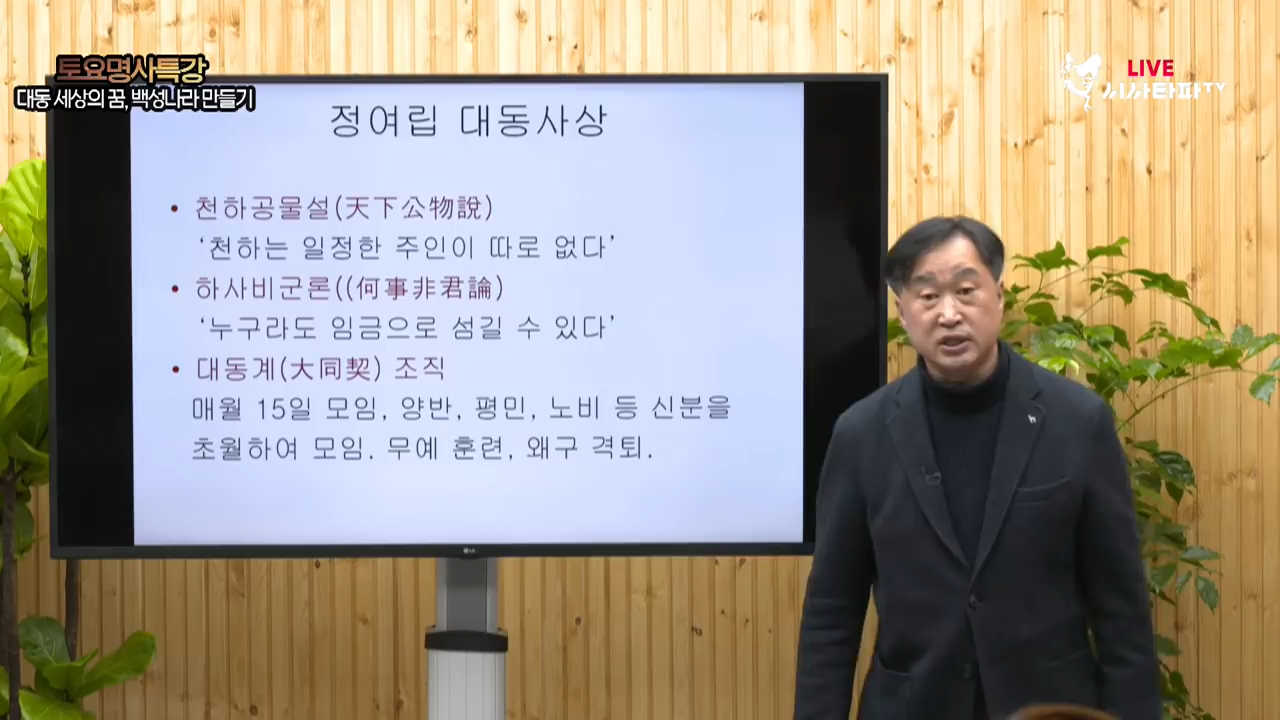 토요명사특강
대동 세상의 꿈, 백성나라 만들기
LIVE
시사타파TV
정여립 대동사상
• 천하공물설(天下公物說)
‘천하는 일정한 주인이 따로 없다’
• 하사비군론((何事非君論)
‘누구라도 임금으로 섬길 수 있다’
• 대동계(大同契) 조직
매월 15일 모임, 양반, 평민, 노비 등 신분을
초월하여 모임. 무예 훈련, 왜구 격퇴.
LG